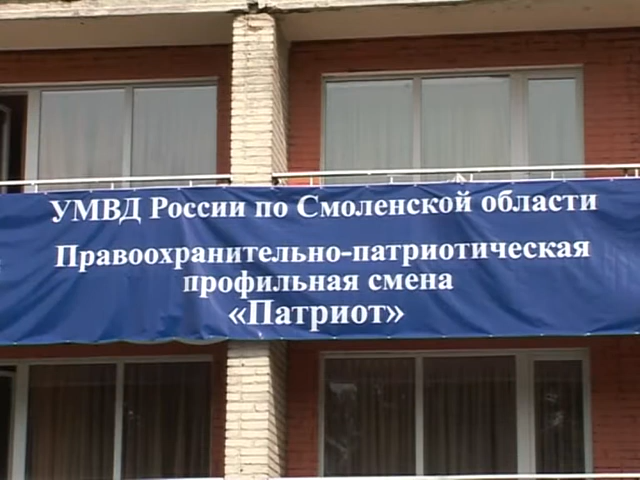 УМВД России по Смоленской области
Правоохранительно-патриотическая
профильная смена
«Патриот»